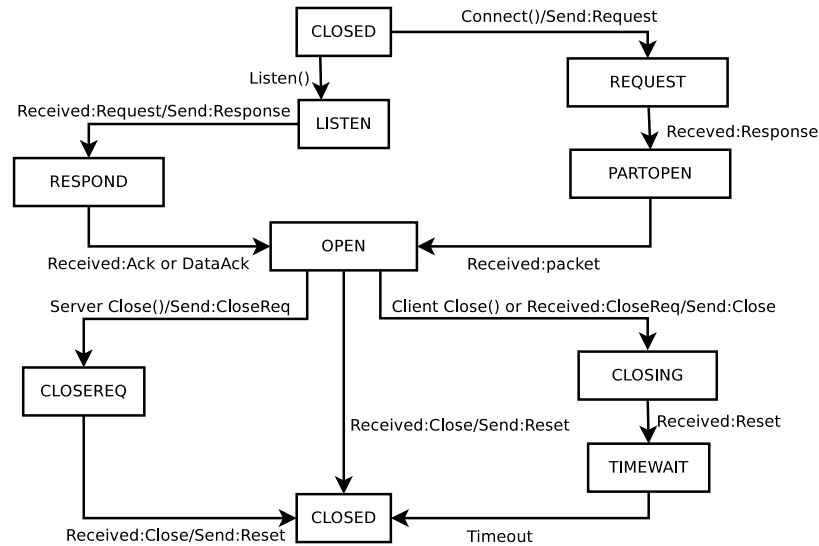 CLOSED
Connect()/Send:Request
Listen()
REQUEST
Received:Request/Send:Response
LISTEN
Receved:Response
RESPOND
PARTOPEN
OPEN
Received:Ack or DataAck
Received:packet
Server Close()/Send:CloseReq
Client Close() or Received:CloseReq/Send:Close
CLOSEREQ
CLOSING
Received:Close/Send:Reset
Received:Reset
TIMEWAIT
CLOSED
Received:Close/Send:Reset
Timeout